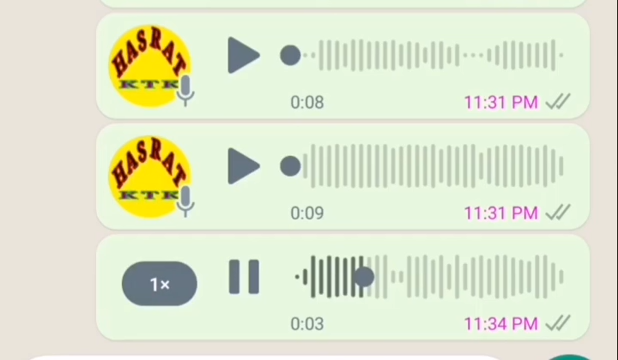 HASRAT
KTK
0:08
11:31 PM
HASRAT
KTK
0:09
11:31 PM
1×
0:03
11:34 PM